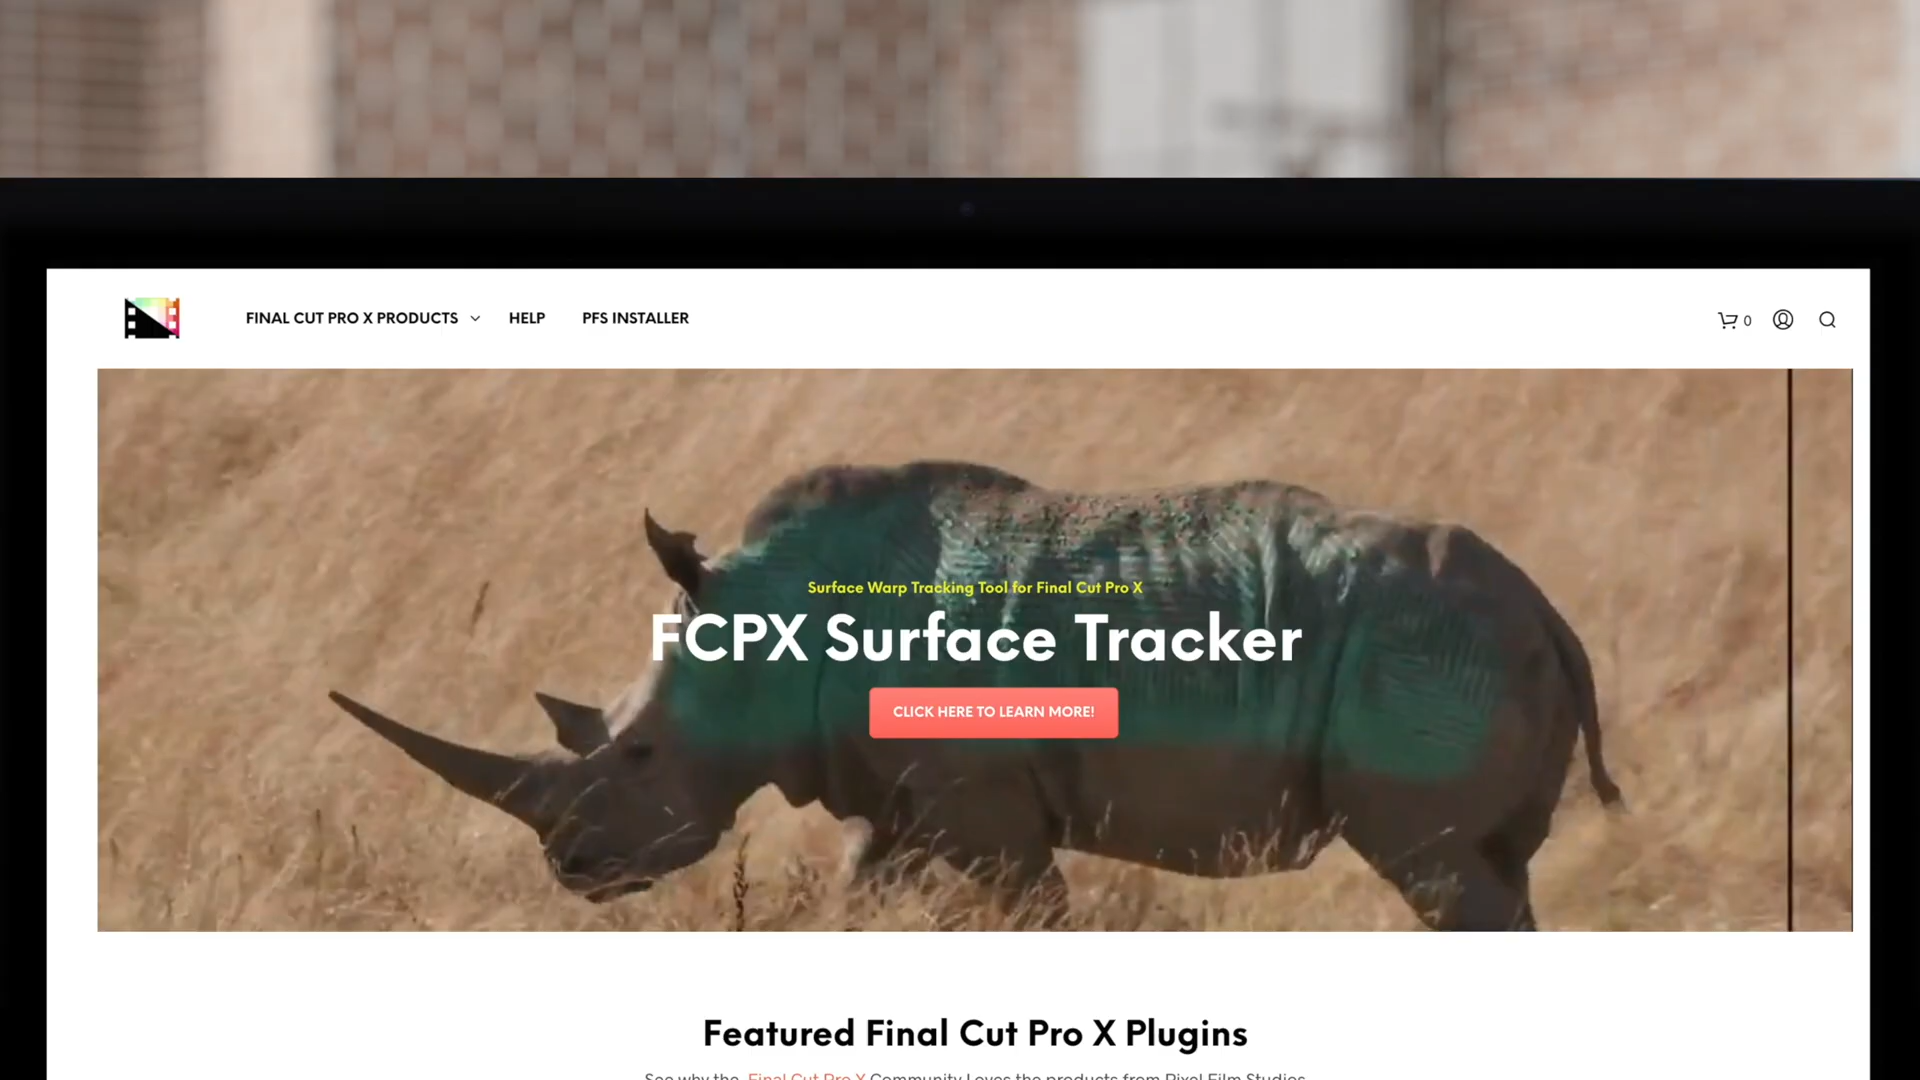 FINAL CUT PRO X PRODUCTS HELP PFS INSTALLER 0
Surface Warp Tracking Tool for Final Cut Pro X
FCPX Surface Tracker
CLICK HERE TO LEARN MORE!
Featured Final Cut Pro X Plugins
See why the Final Cut Pro X Community Loves the products from Pixel Film Studios